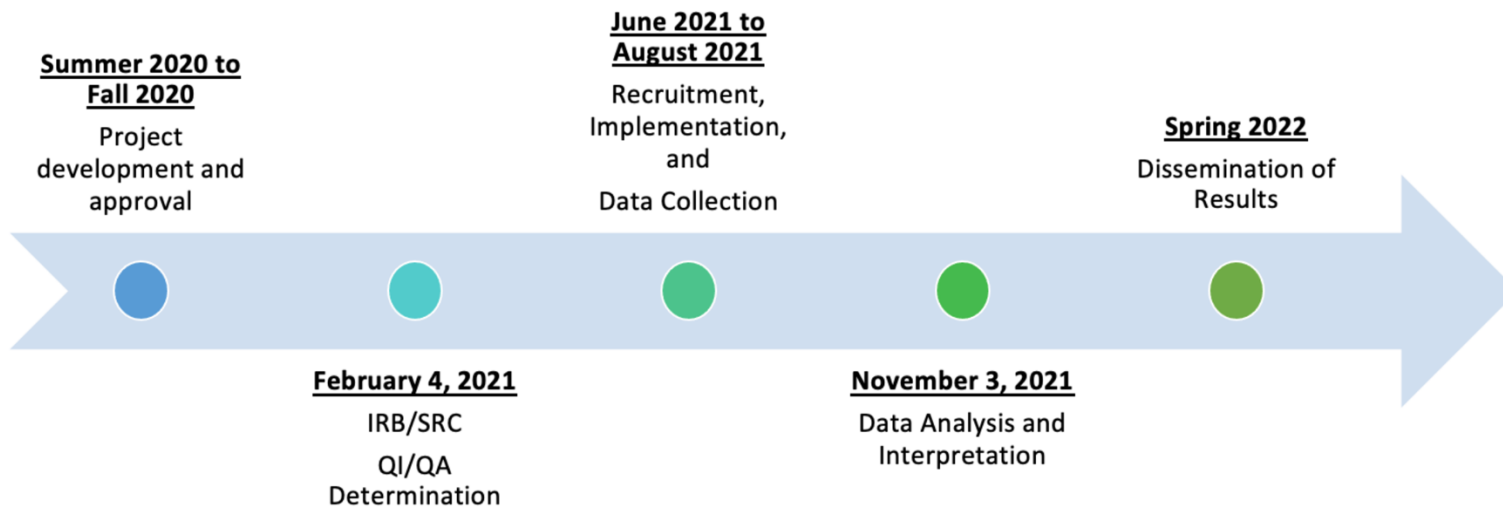 Summer 2020 to
Fall 2020
Project
development and
approval
February 4, 2021
IRB/SRC
QI/QA
Determination
June 2021 to
August 2021
Recruitment,
Implementation,
and
Data Collection
November 3, 2021
Data Analysis and
Interpretation
Spring 2022
Dissemination of
Results